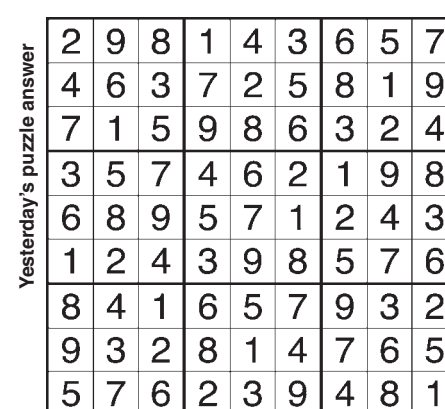 Yesterday's puzzle answer
2 9 8 1 4 3 6 5 7
4 6 3 7 2 5 8 1 9
7 1 5 9 8 6 3 2 4
3 5 7 4 6 2 1 9 8
6 8 9 5 7 1 2 4 3
1 2 4 3 9 8 5 7 6
8 4 1 6 5 7 9 3 2
9 3 2 8 1 4 7 6 5
5 7 6 2 3 9 4 8 1